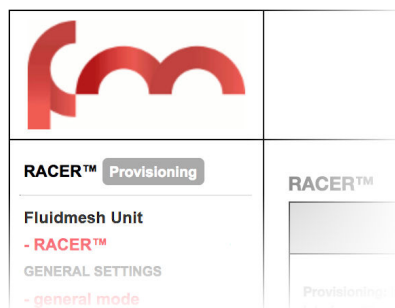 RACER™ Provisioning
Fluidmesh Unit
- RACER™
GENERAL SETTINGS
- general mode
RACER™
Provisioning: